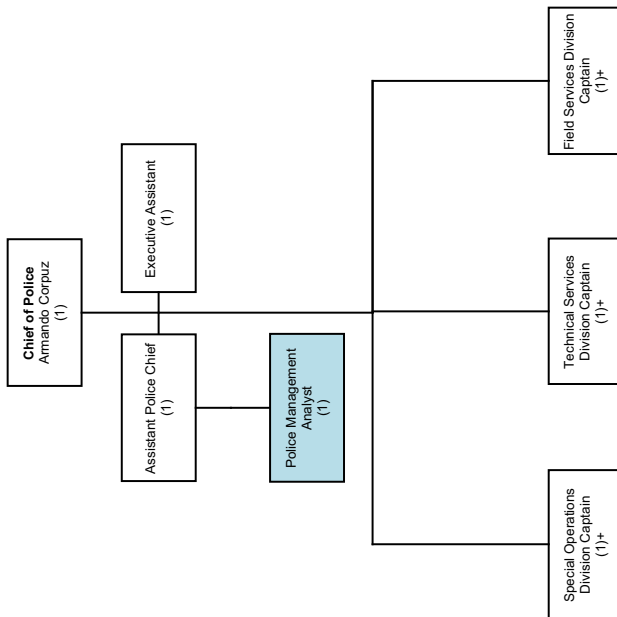 Chief of Police
Armando Corpuz
(1)
Assistant Police Chief
(1)
Executive Assistant
(1)
Police Management
Analyst
(1)
Special Operations
Division Captain
(1)+
Technical Services
Division Captain
(1)+
Field Services Division
Captain
(1)+